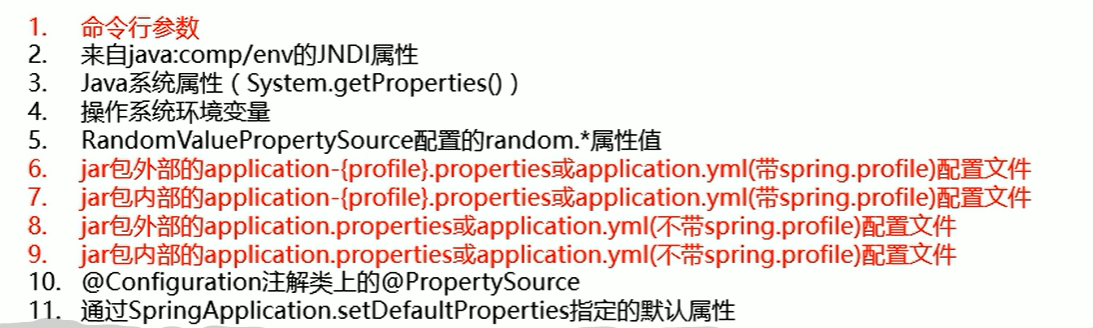 1. 命令行参数
2. 来自java:comp/env的JNDI属性
3. Java系统属性（System.getProperties()）
4. 操作系统环境变量
5. RandomValuePropertySource配置的random.*属性值
6. jar包外部的application-{profile}.properties或application.yml(带spring.profile)配置文件
7. jar包内部的application-{profile}.properties或application.yml(带spring.profile)配置文件
8. jar包外部的application.properties或application.yml(不带spring.profile)配置文件
9. jar包内部的application.properties或application.yml(不带spring.profile)配置文件
10. @Configuration注解类上的@PropertySource
11. 通过SpringApplication.setDefaultProperties指定的默认属性